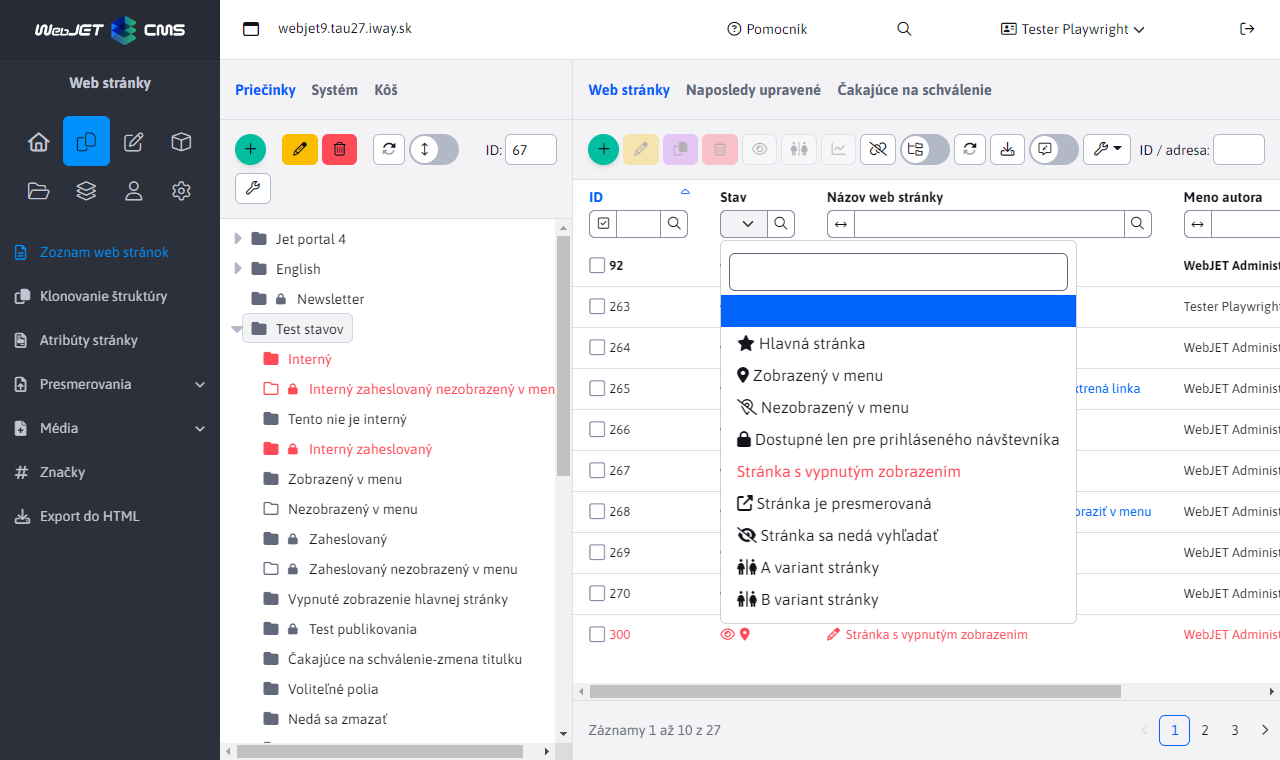 WebJET CMS
webjet9.tau27.iway.sk
Pomocník
Tester Playwright
Web stránky
Priečinky Systém Kôš
Web stránky Naposledy upravené Čakajúce na schválenie
ID: 67
ID / adresa:
Zoznam web stránok
Klonovanie štruktúry
Atribúty stránky
Presmerovania
Média
Značky
Export do HTML
Jet portal 4
English
Newsletter
Test stavov
Interný
Interný zaheslovaný nezobrazený v men
Tento nie je interný
Interný zaheslovaný
Zobrazený v menu
Nezobrazený v menu
Zaheslovaný
Zaheslovaný nezobrazený v menu
Vypnuté zobrazenie hlavnej stránky
Test publikovania
Čakajúce na schválenie-zmena titulku
Voliteľné polia
Nedá sa zmazať
ID Stav Názov web stránky Meno autora
92 WebJET Administ
263 Tester Playwright
264 WebJET Administ
265 xtrená linka WebJET Administ
266 WebJET Administ
267 WebJET Administ
268 braziť v menu WebJET Administ
269 WebJET Administ
270 WebJET Administ
300 Stránka s vypnutým zobrazením WebJET Administ
Hlavná stránka
Zobrazený v menu
Nezobrazený v menu
Dostupné len pre prihláseného návštevníka
Stránka s vypnutým zobrazením
Stránka je presmerovaná
Stránka sa nedá vyhľadať
A variant stránky
B variant stránky
Záznamy 1 až 10 z 27
1 2 3